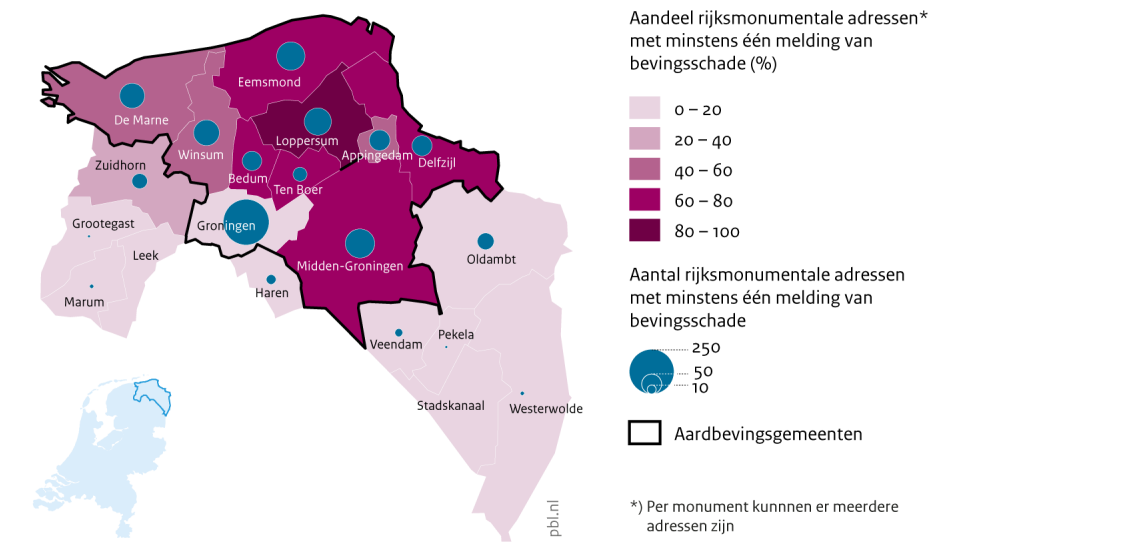 Eemsmond
De Marne
Loppersum
Winsum
Appingedam
Delfzijl
Zuidhorn
Bedum
Ten Boer
Grootegast
Groningen
Leek
Oldambt
Midden-Groningen
Haren
Marum
Pekela
Veendam
Stadskanaal
Westerwolde
pbl.nl
Aandeel rijksmonumentale adressen*
met minstens één melding van
bevingsschade (%)
0 – 20
20 – 40
40 – 60
60 – 80
80 – 100
Aantal rijksmonumentale adressen
met minstens één melding van
bevingsschade
250
50
10
Aardbevingsgemeenten
*) Per monument kunnnen er meerdere
adressen zijn